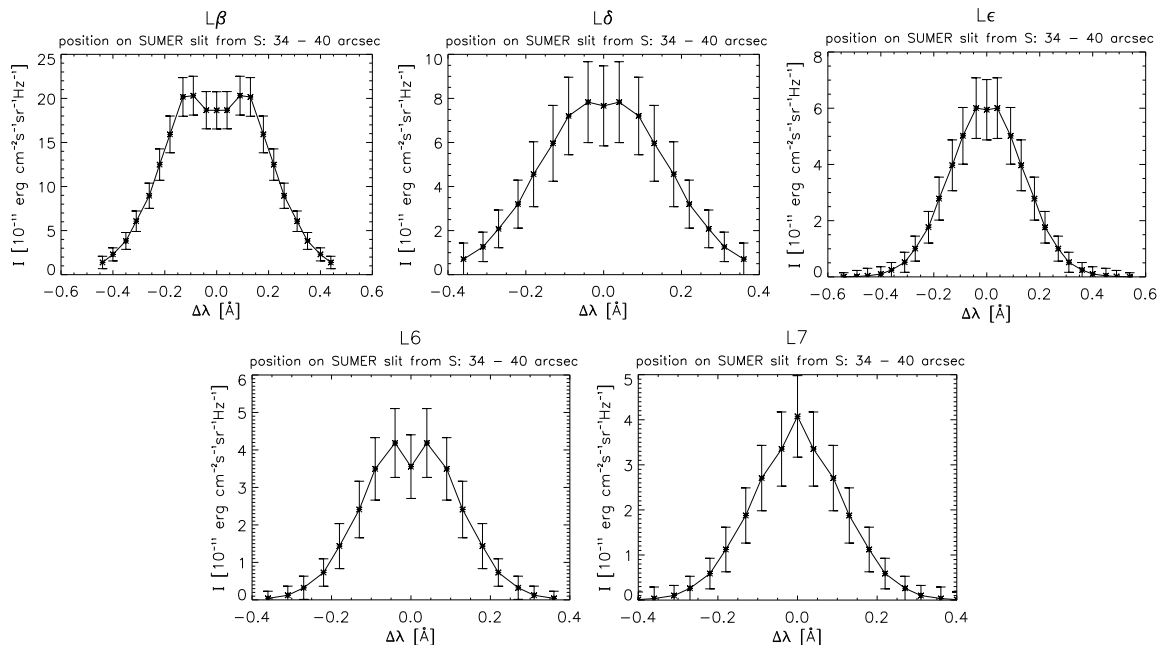 Lβ
position on SUMER slit from S: 34 − 40 arcsec
I [10⁻¹¹ erg cm⁻²s⁻¹sr⁻¹Hz⁻¹]
25
20
15
10
5
0
−0.6 −0.4 −0.2 0.0 0.2 0.4 0.6
Δλ [Å]
Lδ
position on SUMER slit from S: 34 − 40 arcsec
I [10⁻¹¹ erg cm⁻²s⁻¹sr⁻¹Hz⁻¹]
10
8
6
4
2
0
−0.4 −0.2 0.0 0.2 0.4
Δλ [Å]
Lϵ
position on SUMER slit from S: 34 − 40 arcsec
I [10⁻¹¹ erg cm⁻²s⁻¹sr⁻¹Hz⁻¹]
8
6
4
2
0
−0.6 −0.4 −0.2 0.0 0.2 0.4 0.6
Δλ [Å]
L6
position on SUMER slit from S: 34 − 40 arcsec
I [10⁻¹¹ erg cm⁻²s⁻¹sr⁻¹Hz⁻¹]
6
5
4
3
2
1
0
−0.4 −0.2 0.0 0.2 0.4
Δλ [Å]
L7
position on SUMER slit from S: 34 − 40 arcsec
I [10⁻¹¹ erg cm⁻²s⁻¹sr⁻¹Hz⁻¹]
5
4
3
2
1
0
−0.4 −0.2 0.0 0.2 0.4
Δλ [Å]